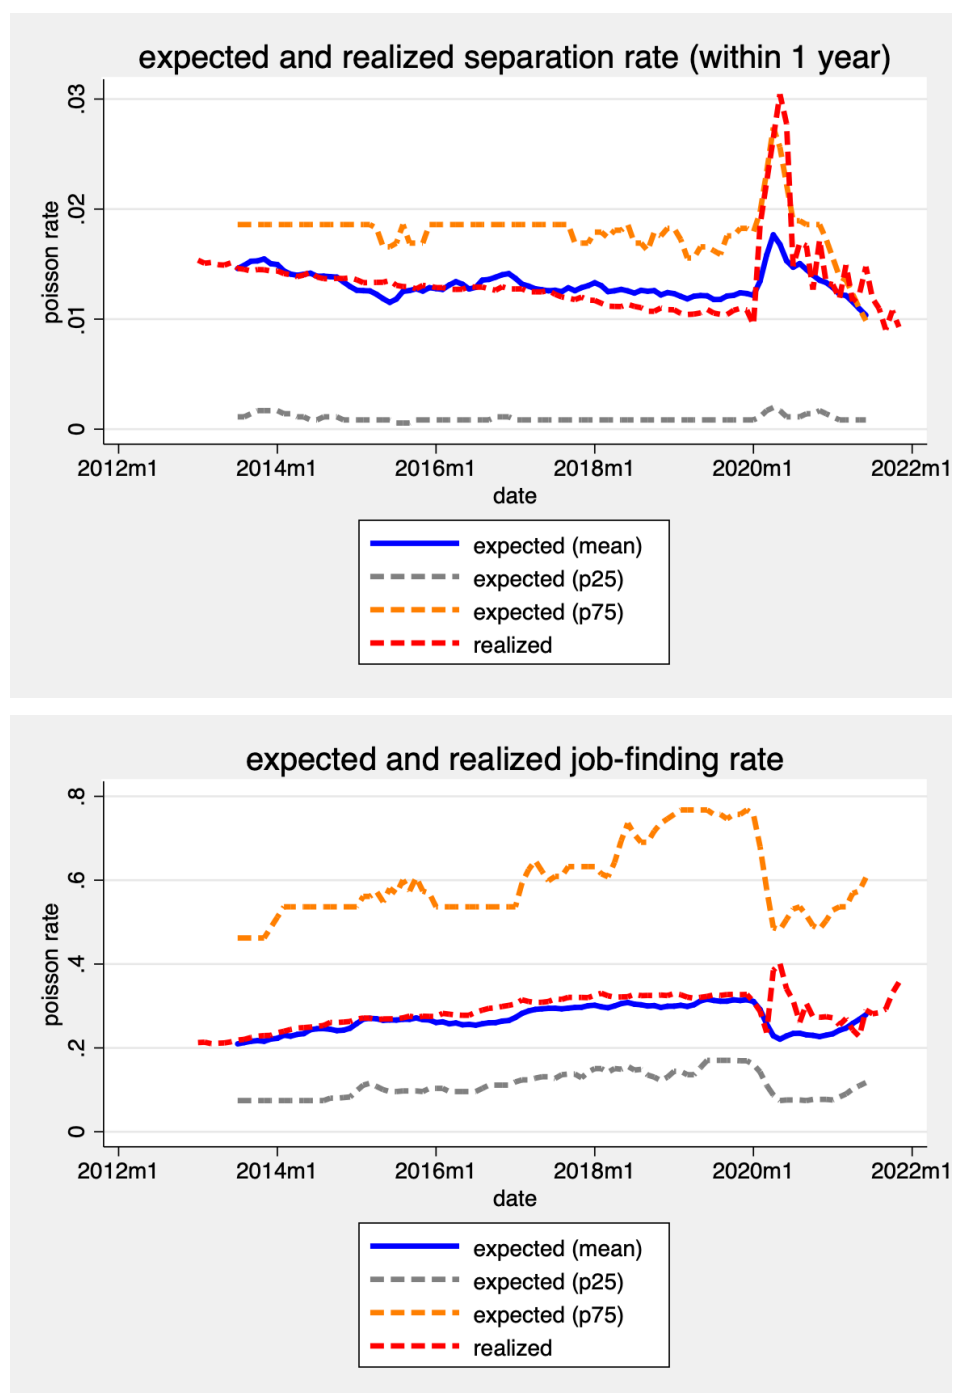 expected and realized separation rate (within 1 year)
poisson rate
.03
.02
.01
0
2012m1 2014m1 2016m1 2018m1 2020m1 2022m1
date
expected (mean)
expected (p25)
expected (p75)
realized
expected and realized job-finding rate
poisson rate
.8
.6
.4
.2
0
2012m1 2014m1 2016m1 2018m1 2020m1 2022m1
date
expected (mean)
expected (p25)
expected (p75)
realized